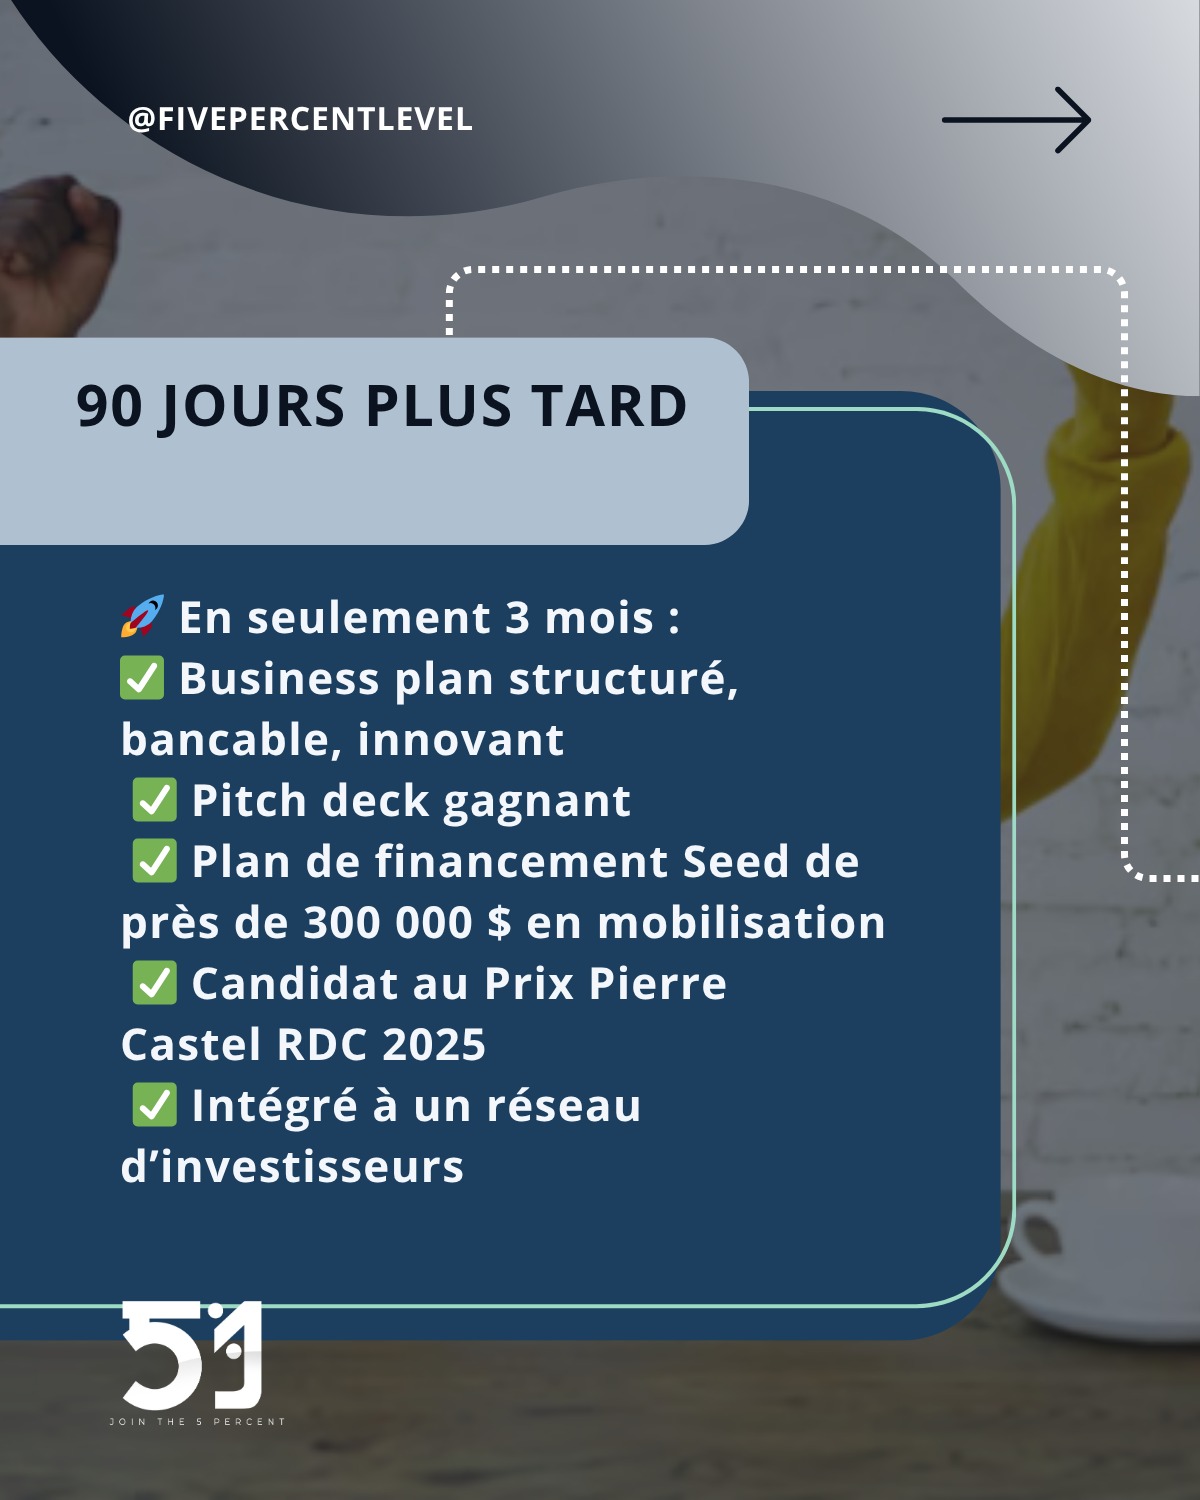 @FIVEPERCENTLEVEL
90 JOURS PLUS TARD
🚀 En seulement 3 mois :
✅ Business plan structuré,
bancable, innovant
✅ Pitch deck gagnant
✅ Plan de financement Seed de
près de 300 000 $ en mobilisation
✅ Candidat au Prix Pierre
Castel RDC 2025
✅ Intégré à un réseau
d’investisseurs
JOIN THE 5 PERCENT